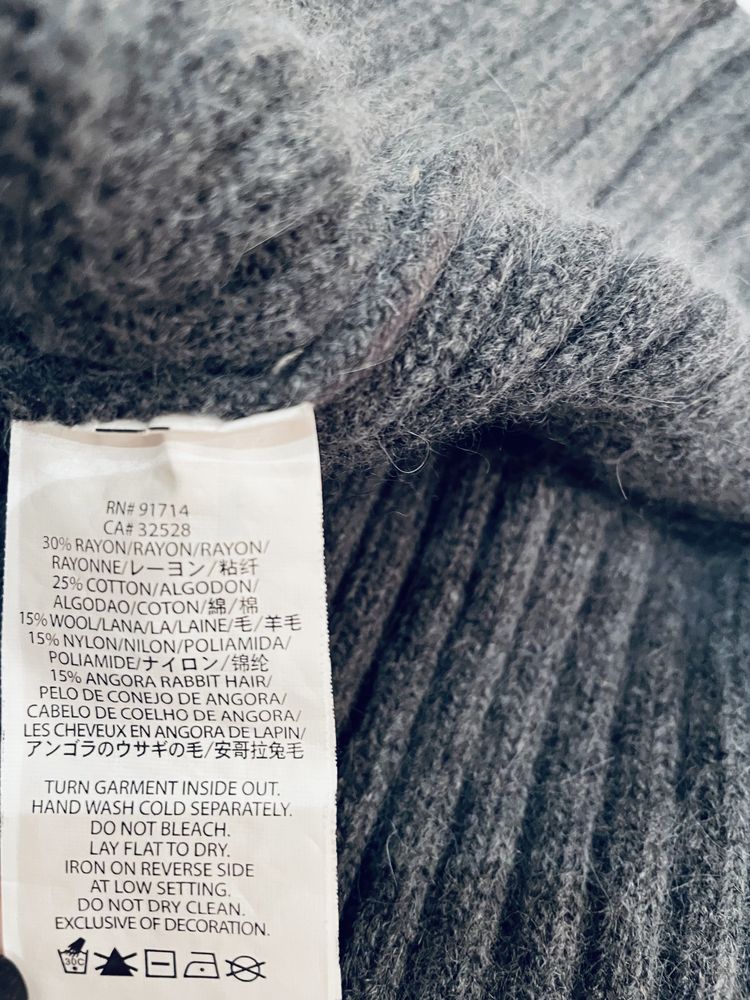 RN# 91714
CA# 32528
30% RAYON/RAYON/RAYON/
RAYONNE/レーヨン/粘纤
25% COTTON/ALGODON/
ALGODAO/COTON/綿/棉
15% WOOL/LANA/LA/LAINE/毛/羊毛
15% NYLON/NILON/POLIAMIDA/
POLIAMIDE/ナイロン/锦纶
15% ANGORA RABBIT HAIR/
PELO DE CONEJO DE ANGORA/
CABELO DE COELHO DE ANGORA/
LES CHEVEUX EN ANGORA DE LAPIN/
アンゴラのウサギの毛/安哥拉兔毛
TURN GARMENT INSIDE OUT.
HAND WASH COLD SEPARATELY.
DO NOT BLEACH.
LAY FLAT TO DRY.
IRON ON REVERSE SIDE
AT LOW SETTING.
DO NOT DRY CLEAN.
EXCLUSIVE OF DECORATION.
30C